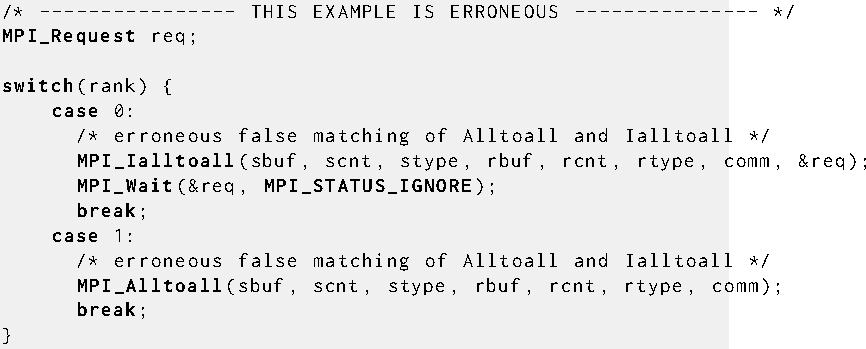 /* ---------------- THIS EXAMPLE IS ERRONEOUS --------------- */
MPI_Request req;
switch(rank) {
case 0:
/* erroneous false matching of Alltoall and Ialltoall */
MPI_Ialltoall(sbuf, scnt, stype, rbuf, rcnt, rtype, comm, &req);
MPI_Wait(&req, MPI_STATUS_IGNORE);
break;
case 1:
/* erroneous false matching of Alltoall and Ialltoall */
MPI_Alltoall(sbuf, scnt, stype, rbuf, rcnt, rtype, comm);
break;
}